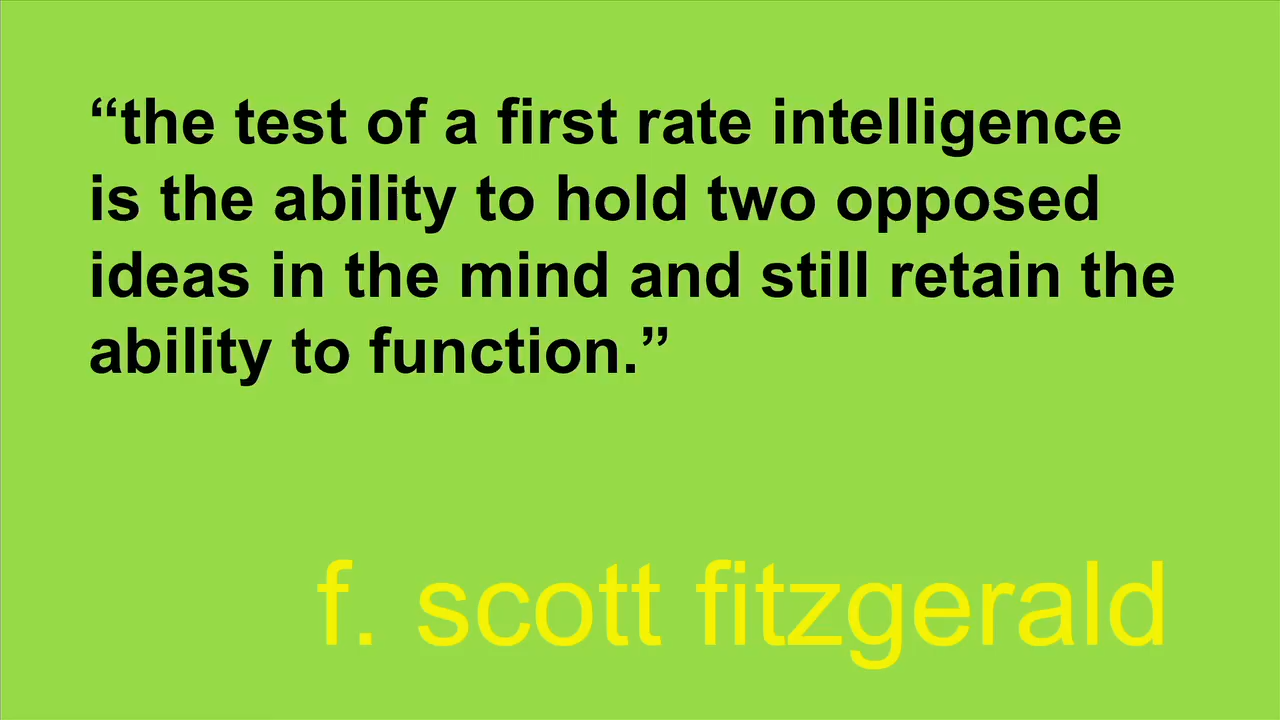 “the test of a first rate intelligence
is the ability to hold two opposed
ideas in the mind and still retain the
ability to function.”
f. scott fitzgerald